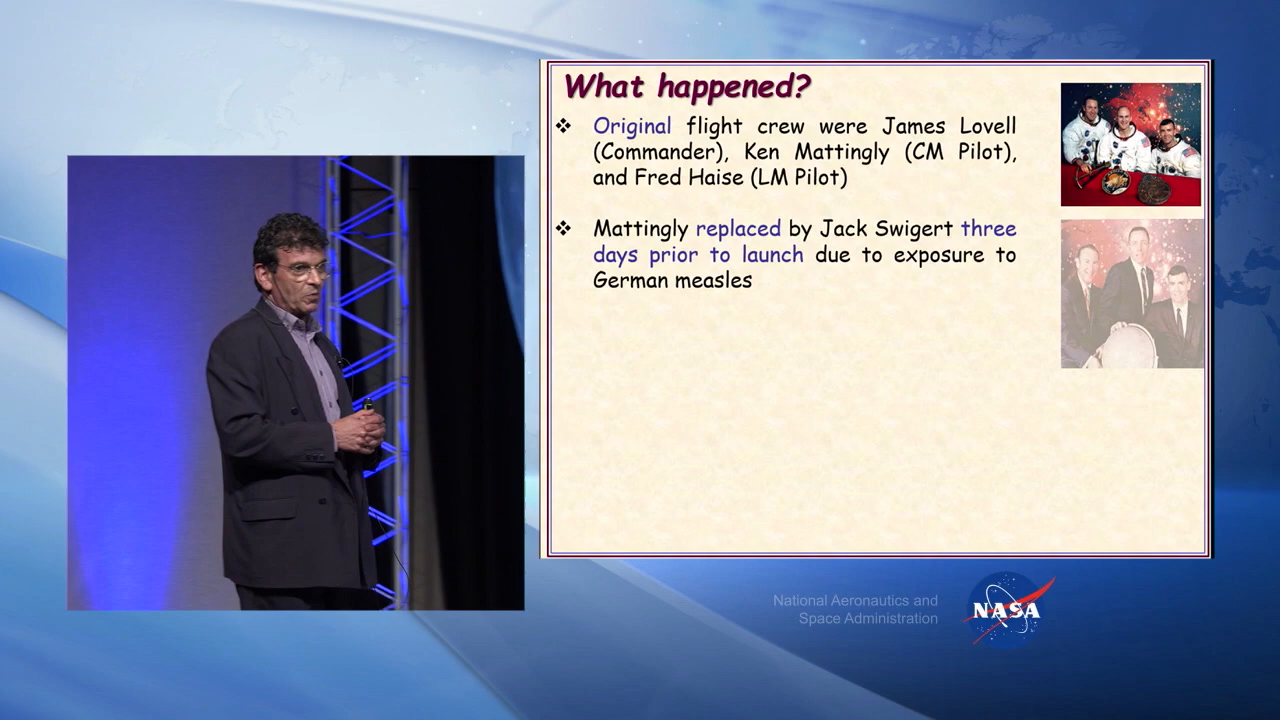 What happened?
❖ Original flight crew were James Lovell
(Commander), Ken Mattingly (CM Pilot),
and Fred Haise (LM Pilot)
❖ Mattingly replaced by Jack Swigert three
days prior to launch due to exposure to
German measles
National Aeronautics and
Space Administration
NASA